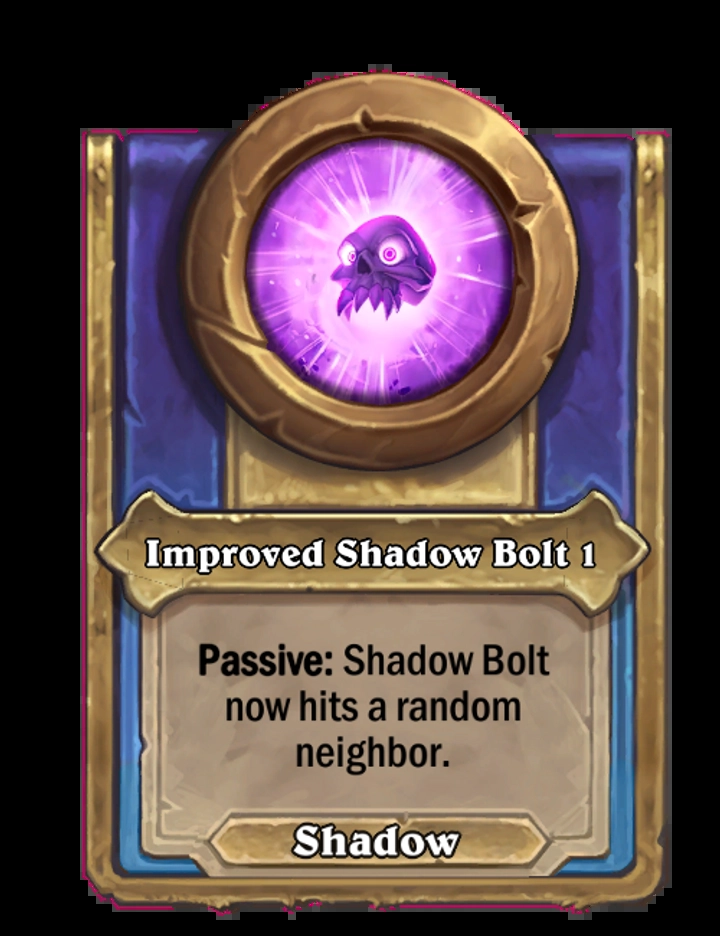 Improved Shadow Bolt 1
Passive: Shadow Bolt
now hits a random
neighbor.
Shadow